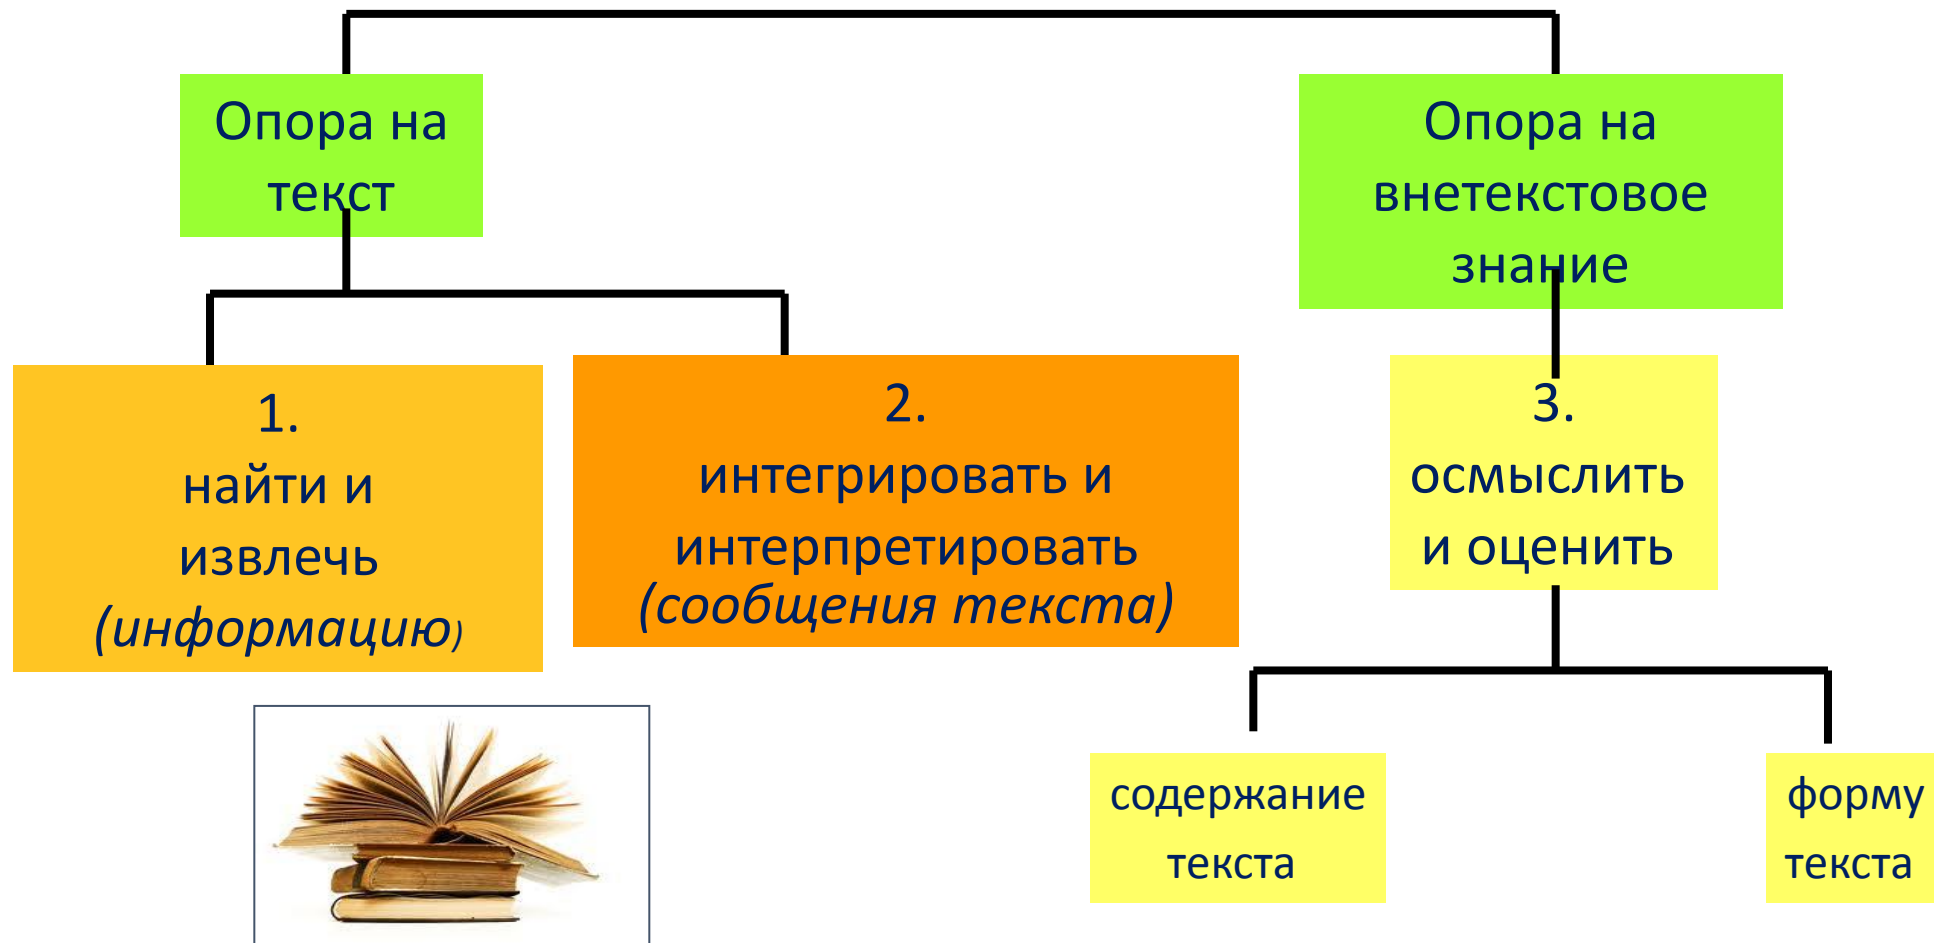 Опора на
текст
Опора на
внетекстовое
знание
1.
найти и
извлечь
(информацию)
2.
интегрировать и
интерпретировать
(сообщения текста)
3.
осмыслить
и оценить
содержание
текста
форму
текста